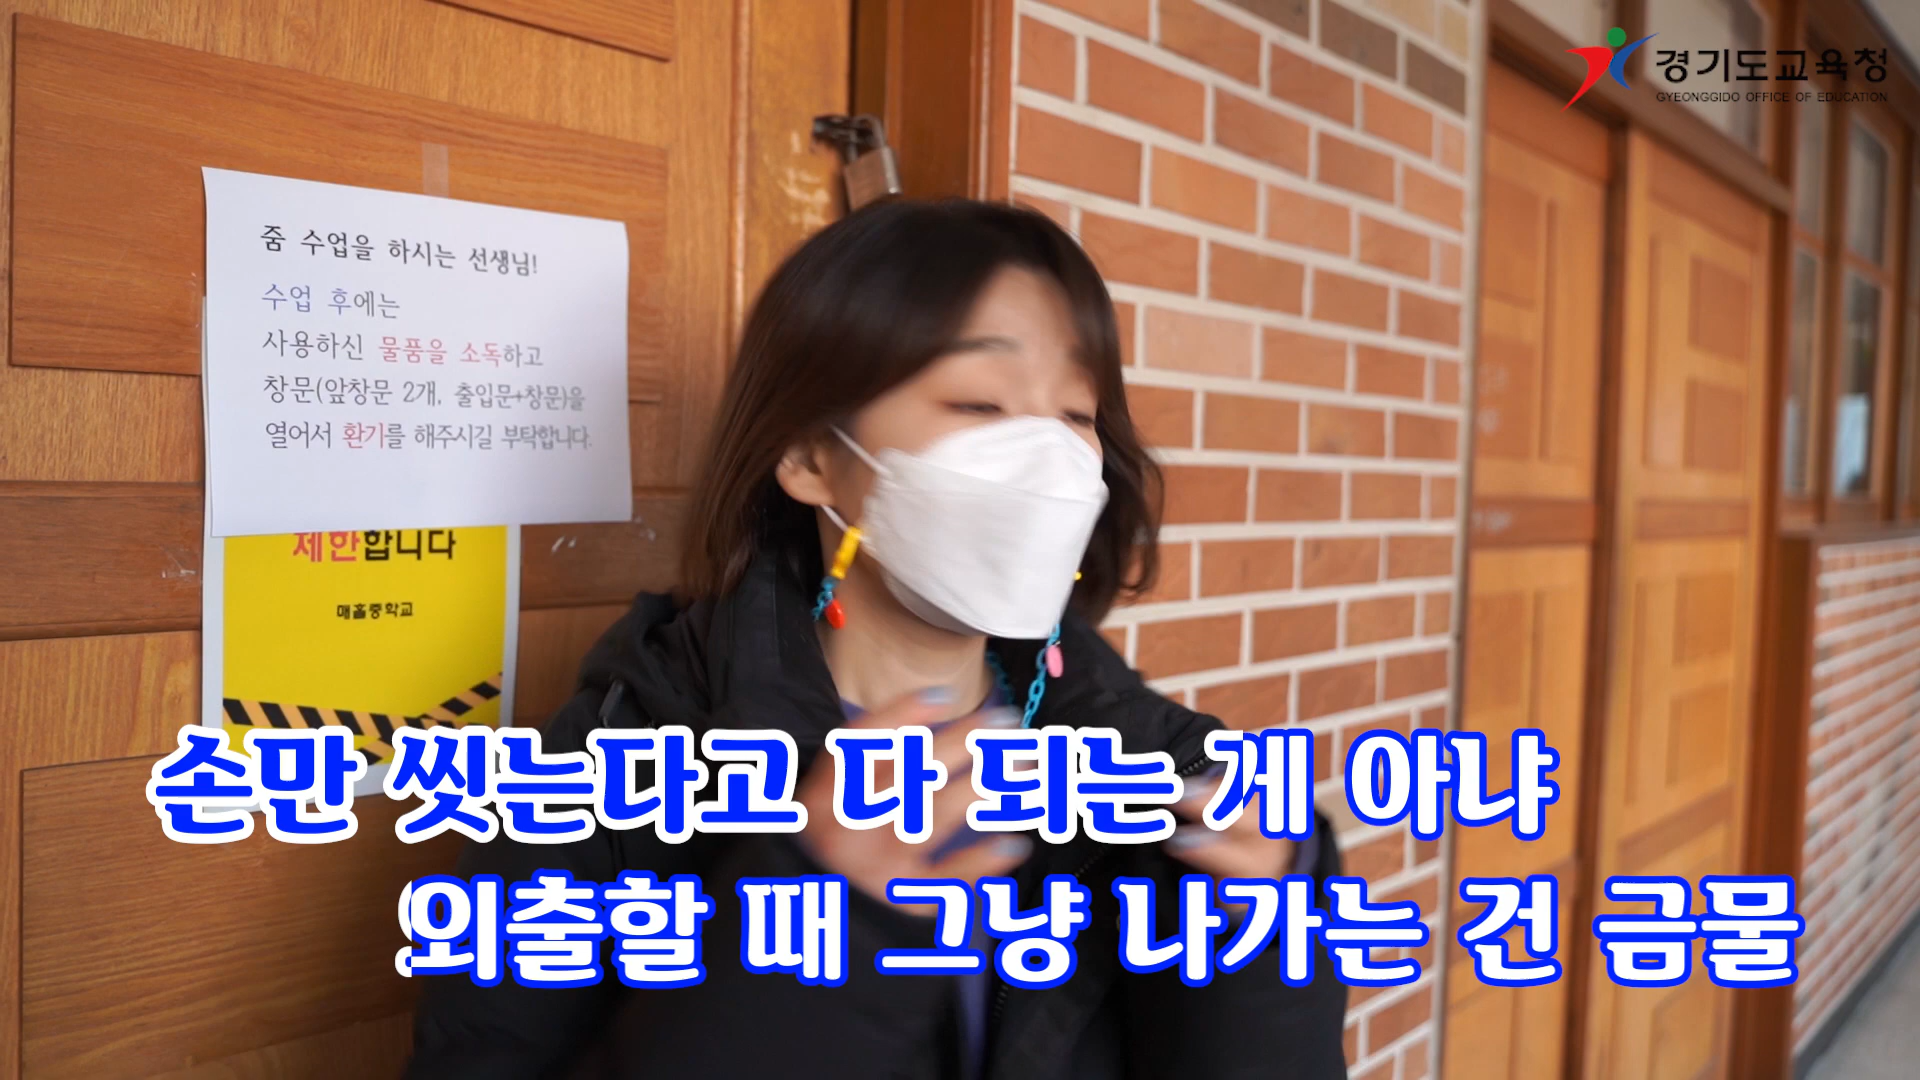 경기도교육청
GYEONGGIDO OFFICE OF EDUCATION
줌 수업을 하시는 선생님!
수업 후에는
사용하신 물품을 소독하고
창문(앞창문 2개, 출입문+창문)을
열어서 환기를 해주시길 부탁합니다.
제한합니다
매홀중학교
손만 씻는다고 다 되는 게 아냐
외출할 때 그냥 나가는 건 금물